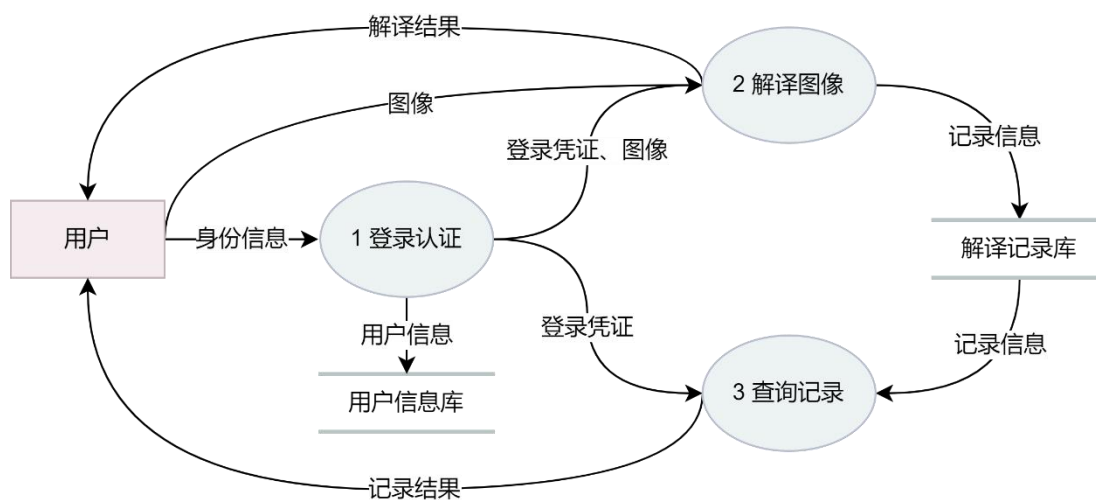 解译结果
2 解译图像
图像
登录凭证、图像
记录信息
用户
身份信息
1 登录认证
解译记录库
用户信息
登录凭证
记录信息
用户信息库
3 查询记录
记录结果